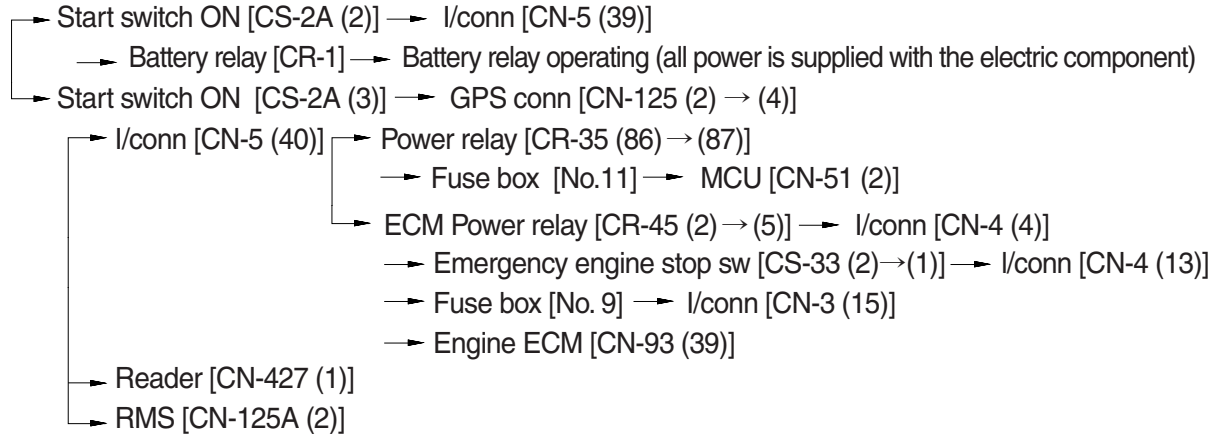 Start switch ON [CS-2A (2)] → I/conn [CN-5 (39)]
→ Battery relay [CR-1] → Battery relay operating (all power is supplied with the electric component)
→ Start switch ON [CS-2A (3)] → GPS conn [CN-125 (2) → (4)]
→ I/conn [CN-5 (40)] → Power relay [CR-35 (86) → (87)]
→ Fuse box [No.11] → MCU [CN-51 (2)]
→ ECM Power relay [CR-45 (2) → (5)] → I/conn [CN-4 (4)]
→ Emergency engine stop sw [CS-33 (2)→(1)] → I/conn [CN-4 (13)]
→ Fuse box [No. 9] → I/conn [CN-3 (15)]
→ Engine ECM [CN-93 (39)]
→ Reader [CN-427 (1)]
→ RMS [CN-125A (2)]